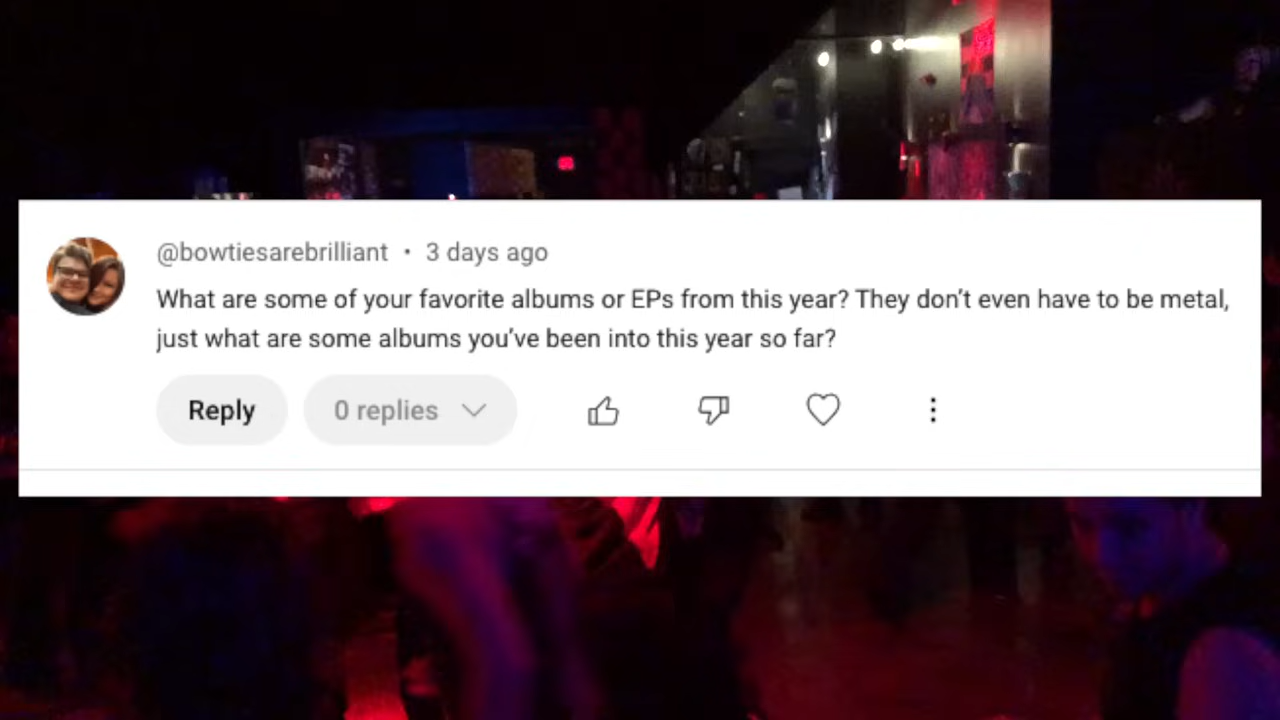 @bowtiesarebrilliant • 3 days ago
What are some of your favorite albums or EPs from this year? They don’t even have to be metal,
just what are some albums you’ve been into this year so far?
Reply 0 replies